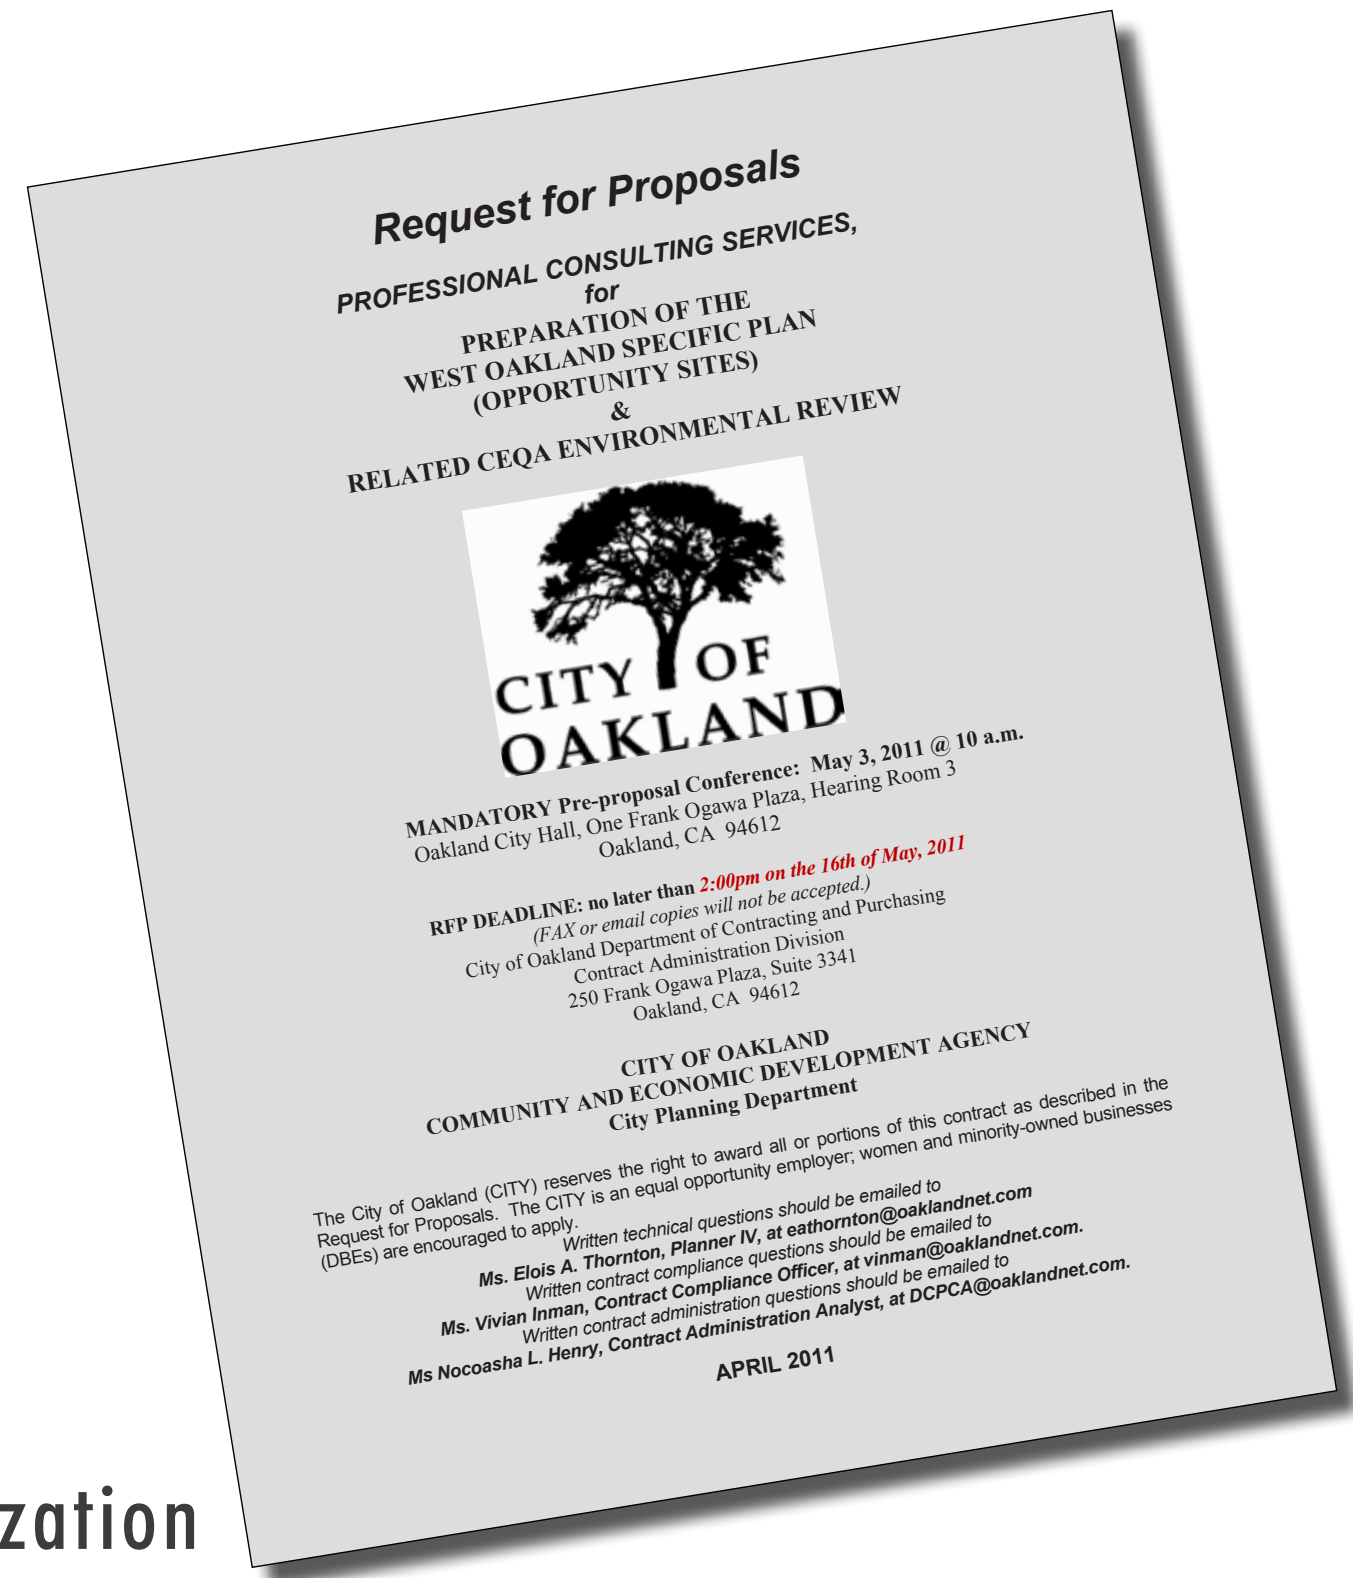 Request for Proposals
PROFESSIONAL CONSULTING SERVICES,
for
PREPARATION OF THE
WEST OAKLAND SPECIFIC PLAN
(OPPORTUNITY SITES)
&
RELATED CEQA ENVIRONMENTAL REVIEW
CITY OF
OAKLAND
MANDATORY Pre-proposal Conference:  May 3, 2011 @ 10 a.m.
Oakland City Hall, One Frank Ogawa Plaza, Hearing Room 3
Oakland, CA  94612
RFP DEADLINE: no later than 2:00pm on the 16th of May, 2011
(FAX or email copies will not be accepted.)
City of Oakland Department of Contracting and Purchasing
Contract Administration Division
250 Frank Ogawa Plaza, Suite 3341
Oakland, CA  94612
CITY OF OAKLAND
COMMUNITY AND ECONOMIC DEVELOPMENT AGENCY
City Planning Department
The City of Oakland (CITY) reserves the right to award all or portions of this contract as described in the
Request for Proposals.  The CITY is an equal opportunity employer; women and minority-owned businesses
(DBEs) are encouraged to apply.
Written technical questions should be emailed to
Ms. Elois A. Thornton, Planner IV, at eathornton@oaklandnet.com
Written contract compliance questions should be emailed to
Ms. Vivian Inman, Contract Compliance Officer, at vinman@oaklandnet.com.
Written contract administration questions should be emailed to
Ms Nocoasha L. Henry, Contract Administration Analyst, at DCPCA@oaklandnet.com.
APRIL 2011
zation